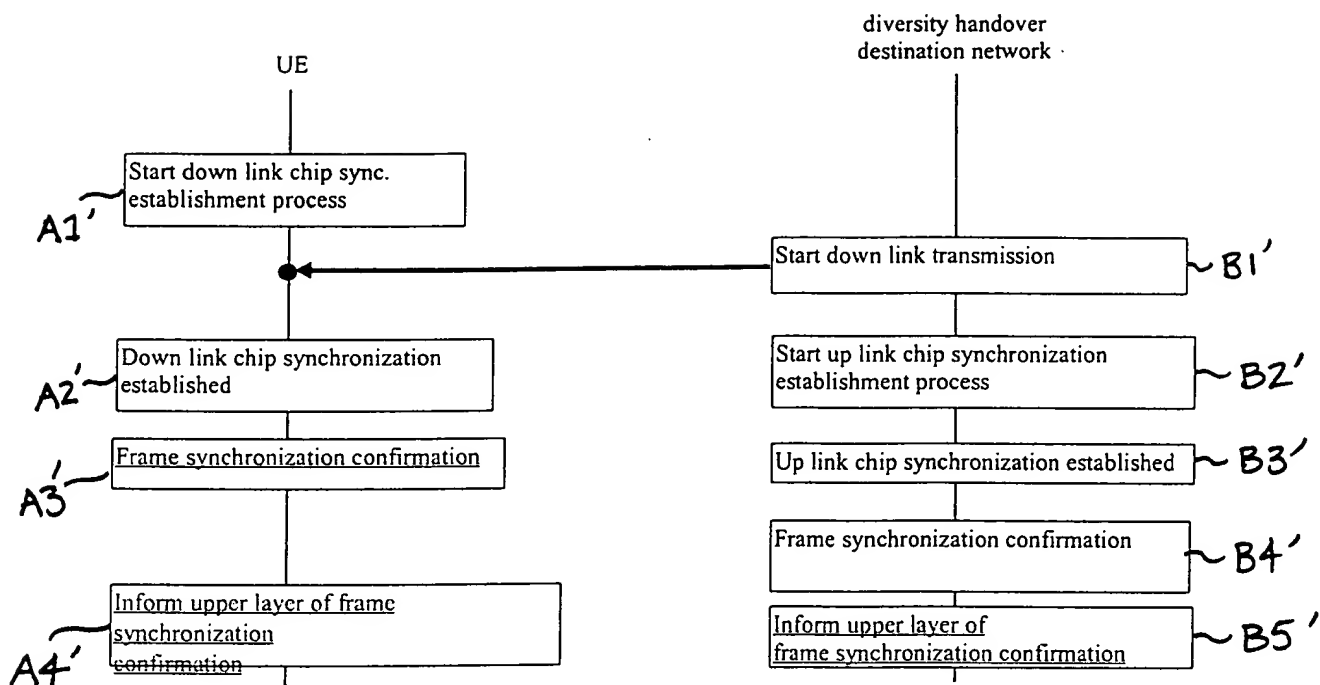 diversity handover
destination network
UE
Start down link chip sync.
establishment process
A1'
Start down link transmission
B1'
Down link chip synchronization
established
A2'
Start up link chip synchronization
establishment process
B2'
Frame synchronization confirmation
A3'
Up link chip synchronization established
B3'
Frame synchronization confirmation
B4'
Inform upper layer of frame
synchronization
confirmation
A4'
Inform upper layer of
frame synchronization confirmation
B5'